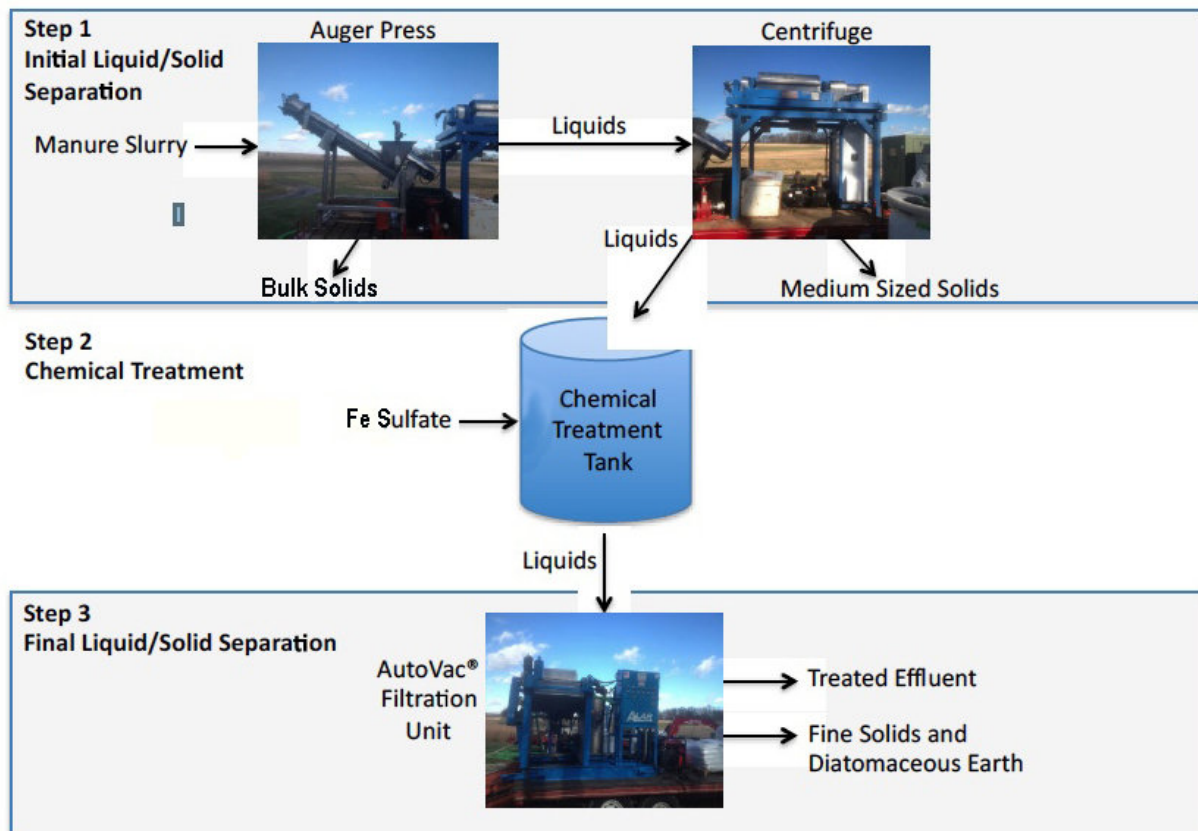 Step 1
Initial Liquid/Solid
Separation
Auger Press
Centrifuge
Manure Slurry
Liquids
Liquids
Bulk Solids
Medium Sized Solids
Step 2
Chemical Treatment
Fe Sulfate
Chemical
Treatment
Tank
Liquids
Step 3
Final Liquid/Solid Separation
AutoVac®
Filtration
Unit
ALAR
Treated Effluent
Fine Solids and
Diatomaceous Earth